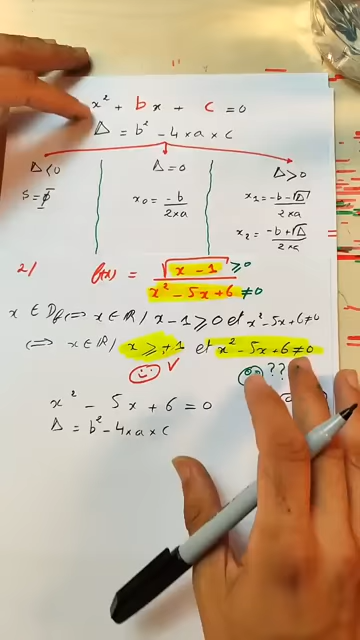 x² + b x + c = 0
Δ = b² - 4×a×c
Δ<0 Δ=0 Δ>0
S = ∅ x₀ = -b/(2×a) x₁ = (-b-√Δ)/(2×a)
x₂ = (-b+√Δ)/(2×a)
2/ f(x) = √(x-1) ≥0 / (x² - 5x + 6) ≠0
x ∈ Df ⟺ x ∈ ℝ / x-1 ⩾ 0 et x²-5x+6≠0
⟺ x ∈ ℝ / x ⩾ +1 et x² - 5x+6≠0
✓ ??
x² - 5x + 6 = 0
Δ = b² - 4×a×c